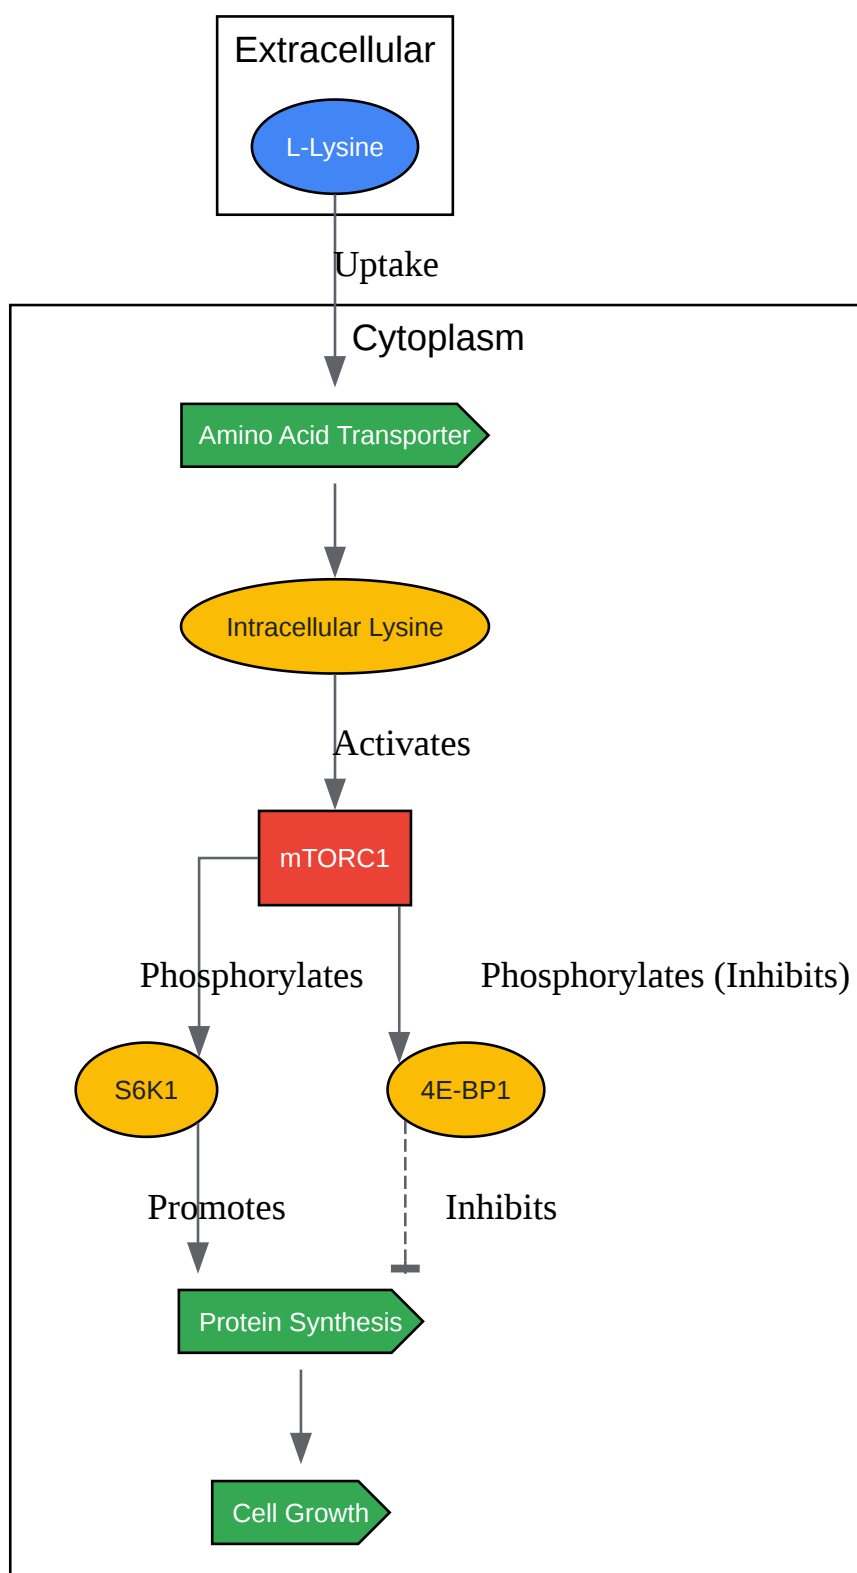 Extracellular
L-Lysine
Uptake
Cytoplasm
Amino Acid Transporter
Intracellular Lysine
Activates
mTORC1
Phosphorylates
Phosphorylates (Inhibits)
S6K1
4E-BP1
Promotes
Inhibits
Protein Synthesis
Cell Growth